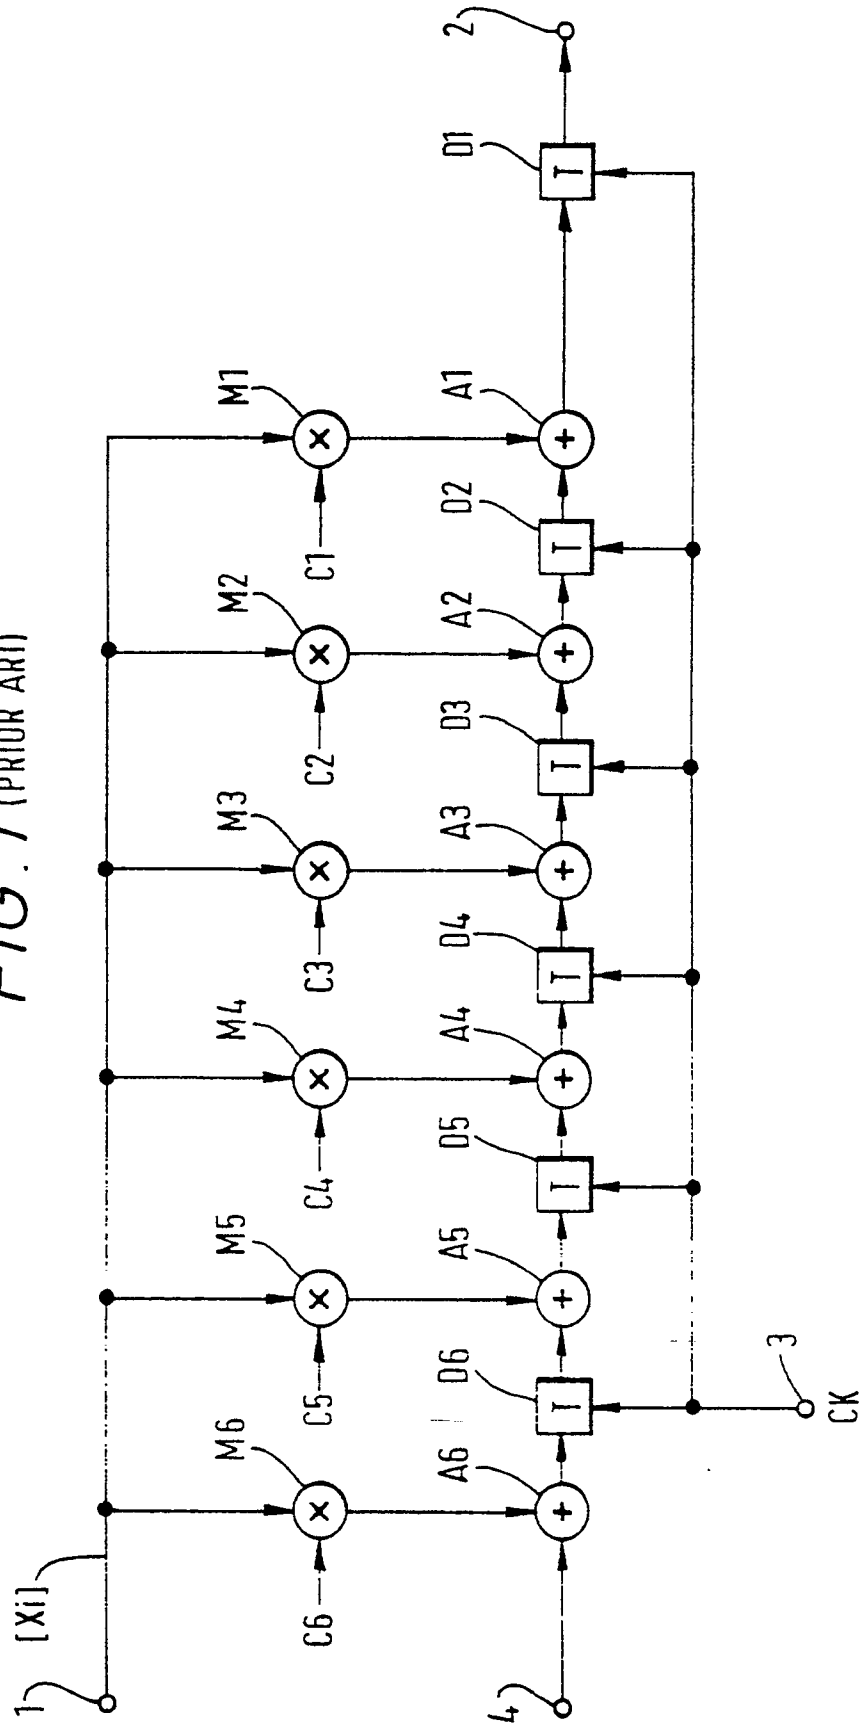 FIG. 1 (PRIOR ART)
1
[Xi]
M6
M5
M4
M3
M2
M1
×
×
×
×
×
×
C6
C5
C4
C3
C2
C1
4
A6
D6
A5
D5
A4
D4
A3
D3
A2
D2
A1
D1
2
+
T
+
T
+
T
+
T
+
T
+
T
3
CK